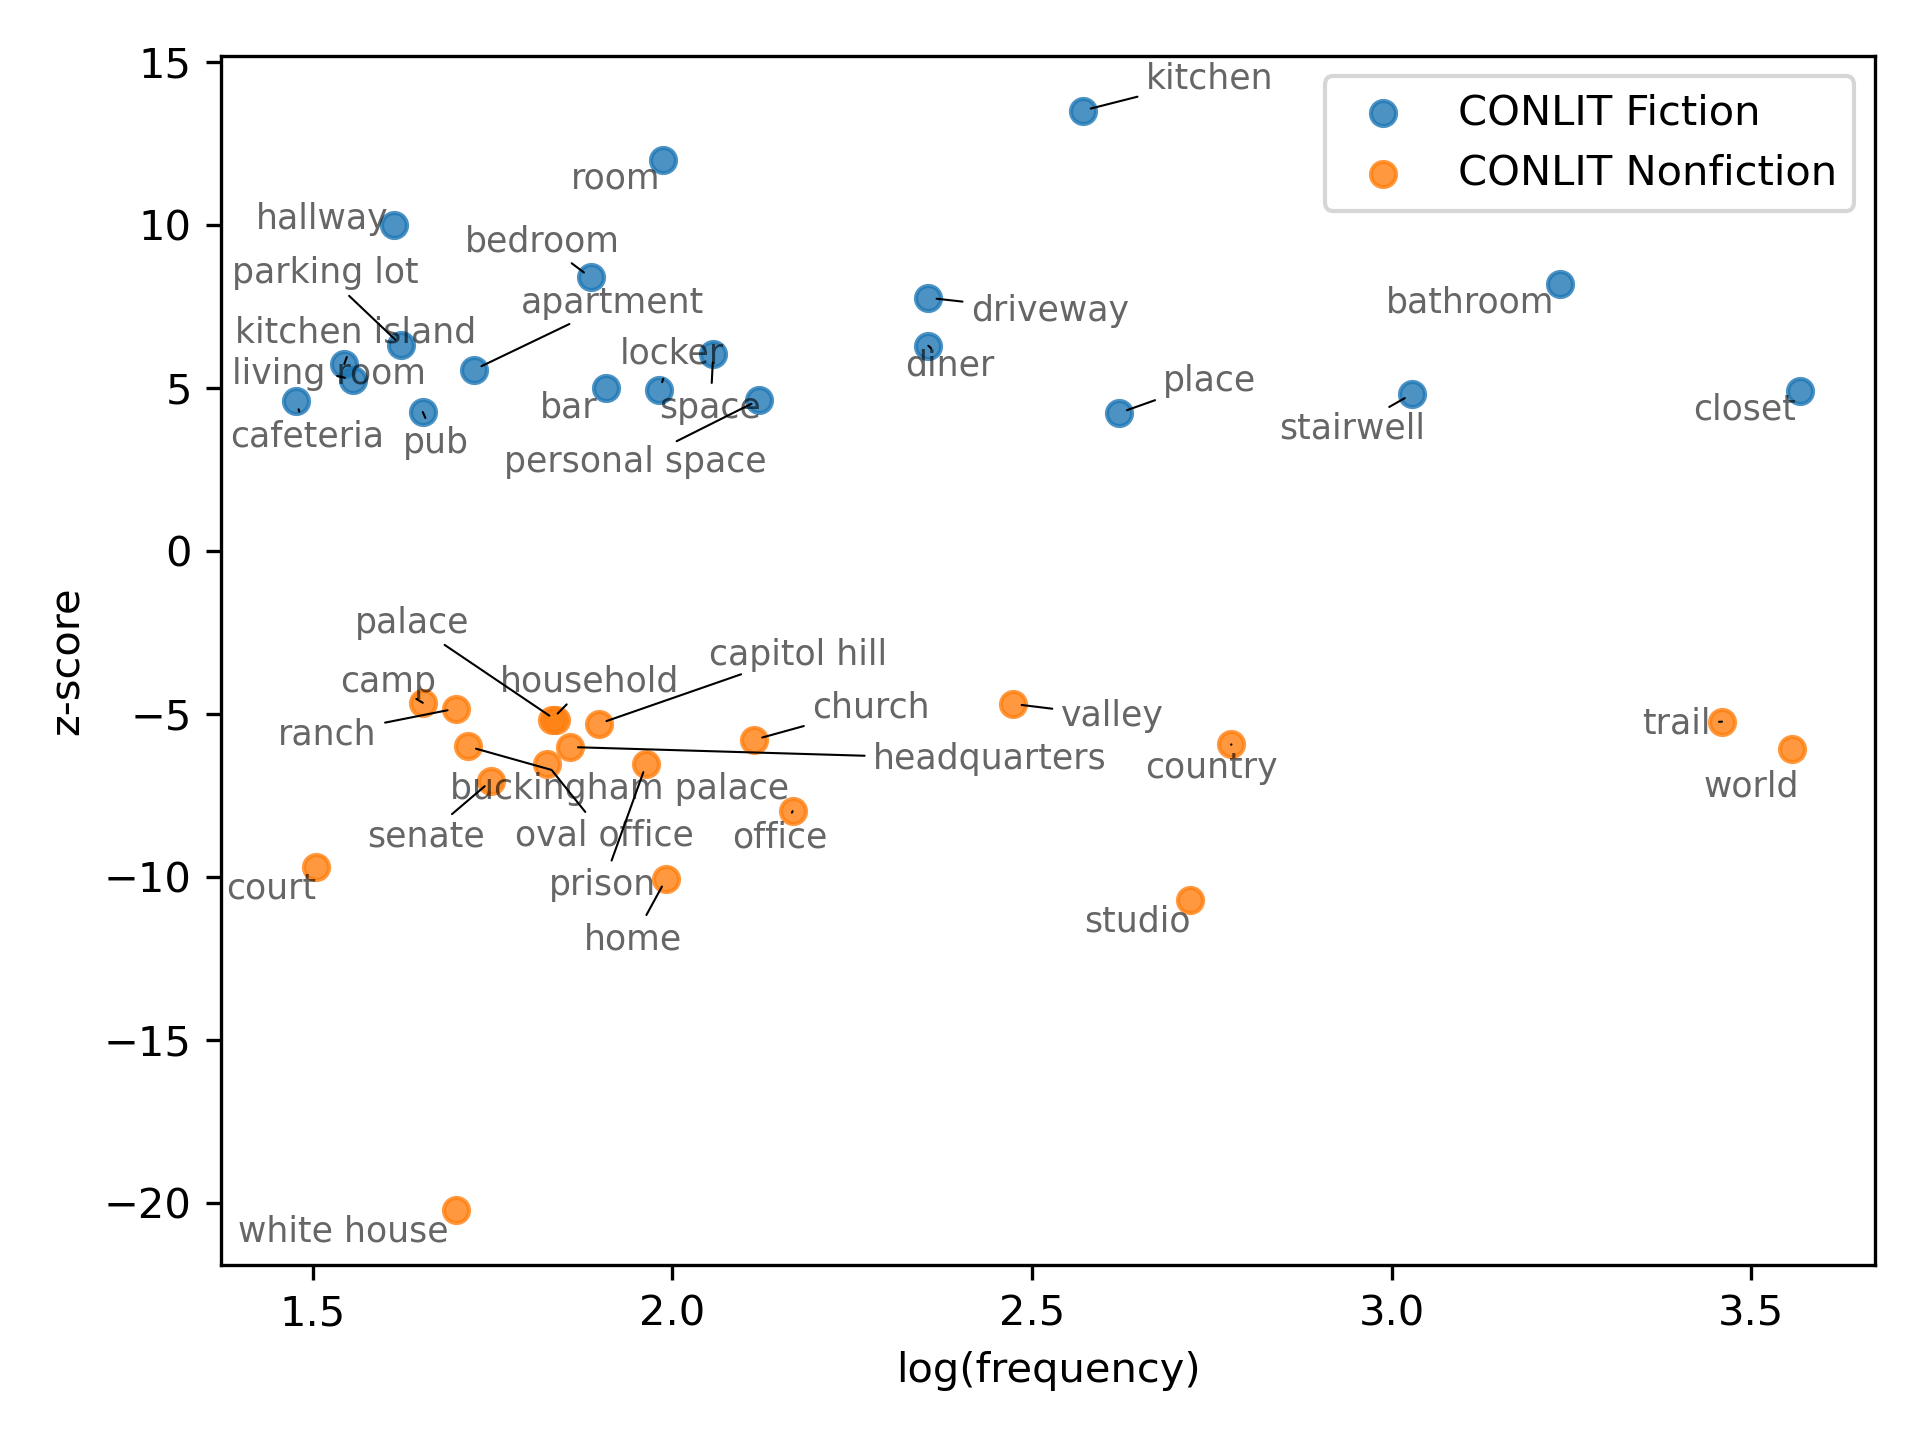 15
kitchen
CONLIT Fiction
CONLIT Nonfiction
room
hallway
10
bedroom
parking lot
apartment
driveway
bathroom
kitchen island
locker
diner
living room
place
5
bar
space
closet
cafeteria
pub
stairwell
personal space
0
z-score
palace
capitol hill
camp
household
church
−5
ranch
valley
trail
headquarters
country
buckingham palace
world
senate
oval office
office
−10
court
prison
studio
home
−15
−20
white house
1.5
2.0
2.5
3.0
3.5
log(frequency)